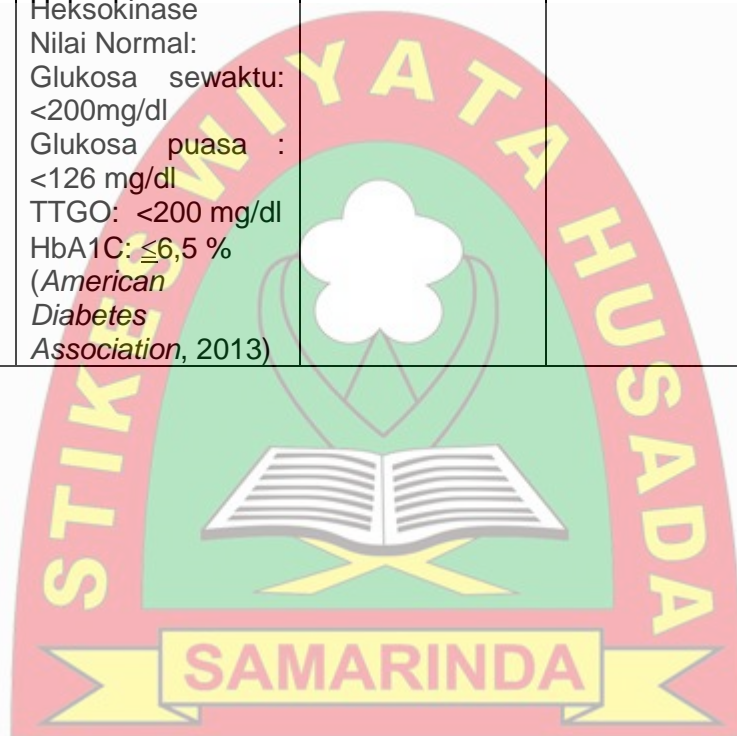 Heksokinase
Nilai Normal:
Glukosa sewaktu:
<200mg/dl
Glukosa puasa :
<126 mg/dl
TTGO: <200 mg/dl
HbA1C: ≤6,5 %
(American
Diabetes
Association, 2013)
STIKES WIYATA HUSADA
SAMARINDA